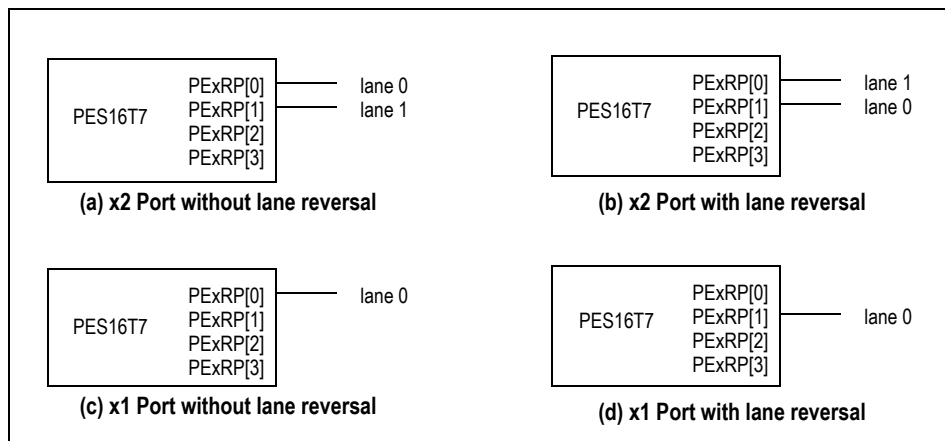 PES16T7
PExRP[0]
PExRP[1]
PExRP[2]
PExRP[3]
lane 0
lane 1
(a) x2 Port without lane reversal
PES16T7
PExRP[0]
PExRP[1]
PExRP[2]
PExRP[3]
lane 1
lane 0
(b) x2 Port with lane reversal
PES16T7
PExRP[0]
PExRP[1]
PExRP[2]
PExRP[3]
lane 0
(c) x1 Port without lane reversal
PES16T7
PExRP[0]
PExRP[1]
PExRP[2]
PExRP[3]
lane 0
(d) x1 Port with lane reversal